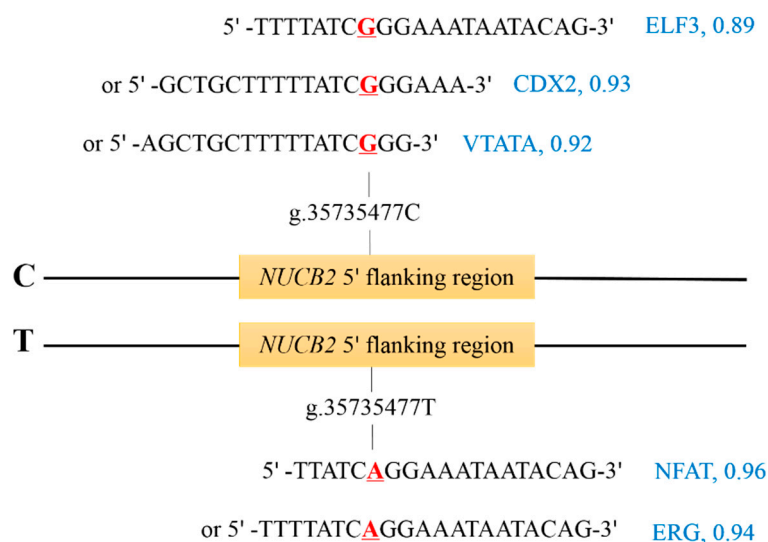 5' -TTTTATCGGGAAATAATACAG-3' ELF3, 0.89
or 5' -GCTGCTTTTTATCGGGAAA-3' CDX2, 0.93
or 5' -AGCTGCTTTTTATCGGG-3' VTATA, 0.92
g.35735477C
C NUCB2 5' flanking region
T NUCB2 5' flanking region
g.35735477T
5' -TTATCAGGAAATAATACAG-3' NFAT, 0.96
or 5' -TTTTATCAGGAAATAATACAG-3' ERG, 0.94